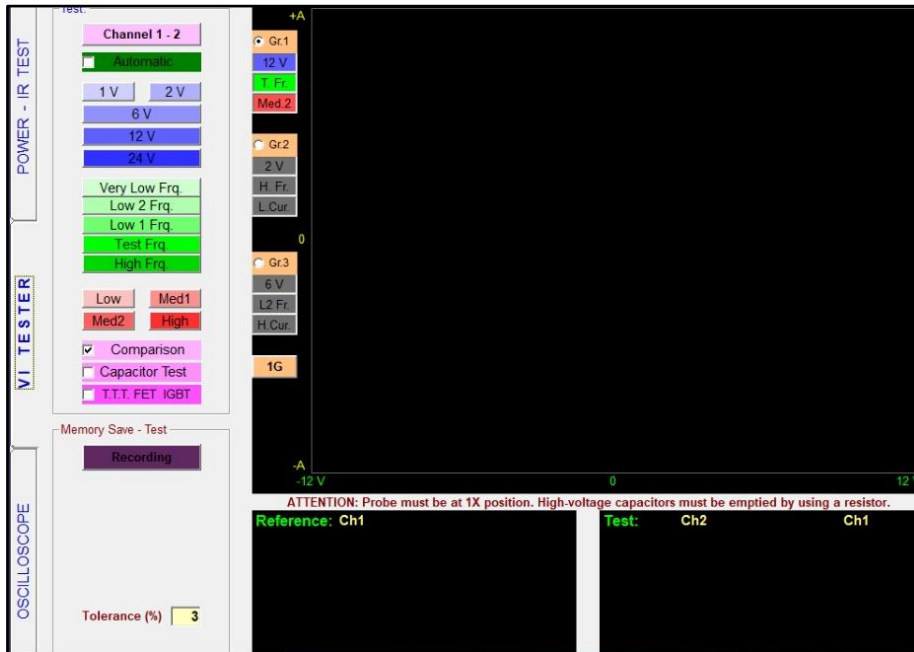 POWER - IR TEST
VI TESTER
OSCILLOSCOPE
Test:
Channel 1 - 2
Automatic
1 V 2 V
6 V
12 V
24 V
Very Low Frq.
Low 2 Frq.
Low 1 Frq.
Test Frq.
High Frq.
Low Med1
Med2 High
Comparison
Capacitor Test
T.T.T. FET IGBT
Memory Save - Test
Recording
Tolerance (%) 3
+A
Gr.1
12 V
T. Fr.
Med.2
Gr.2
2 V
H. Fr.
L.Cur.
0
Gr.3
6 V
L2 Fr.
H.Cur.
1G
-A
-12 V 0 12 V
ATTENTION: Probe must be at 1X position. High-voltage capacitors must be emptied by using a resistor.
Reference: Ch1
Test: Ch2 Ch1